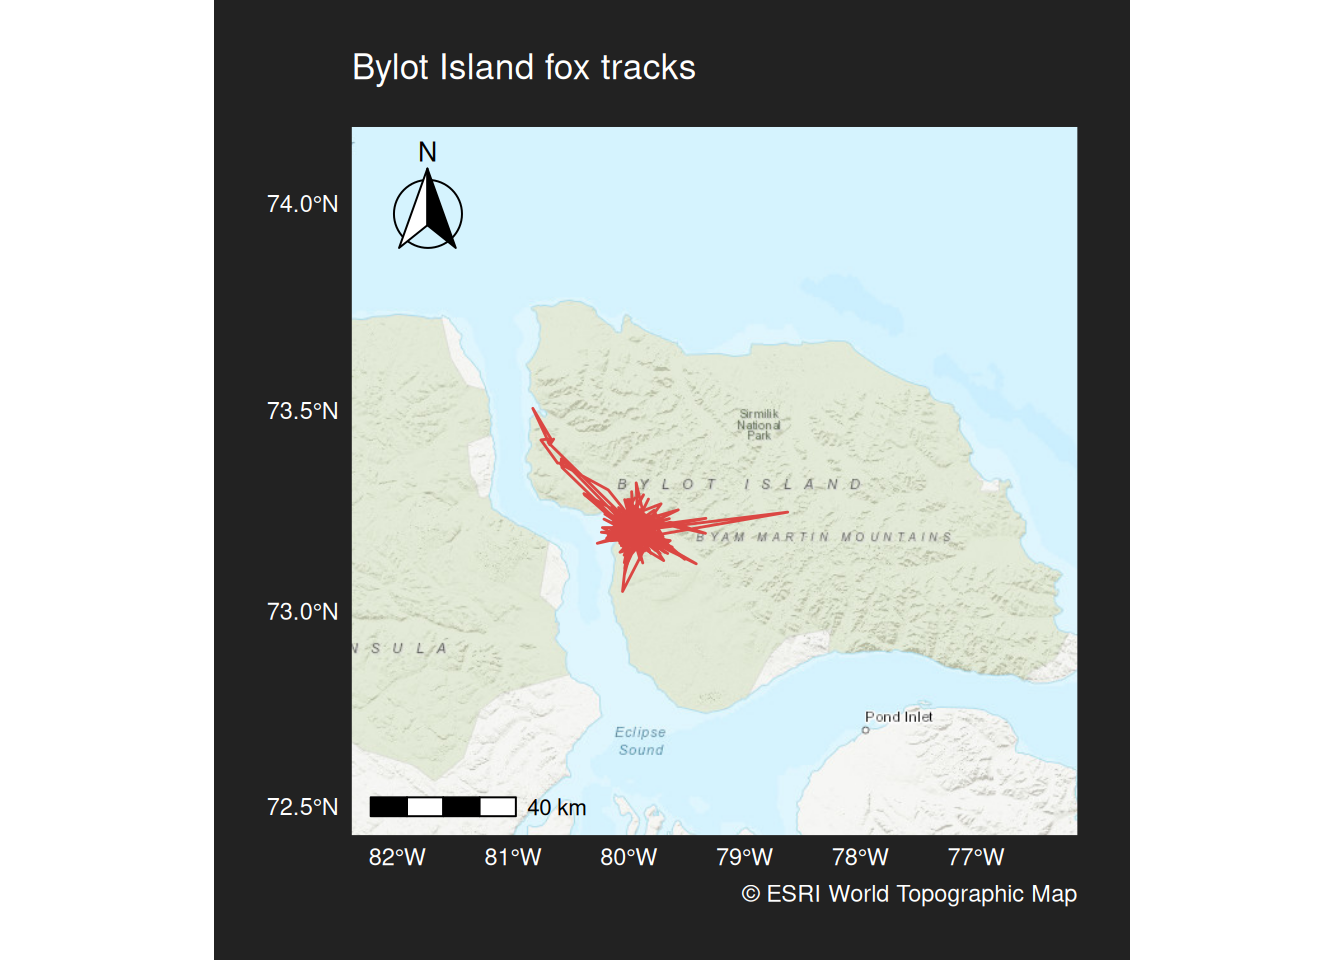 Bylot Island fox tracks
N
74.0°N
73.5°N
73.0°N
72.5°N
Sirmilik
National
Park
BYLOT ISLAND
BYAM MARTIN MOUNTAINS
NSULA
Pond Inlet
Eclipse
Sound
40 km
82°W 81°W 80°W 79°W 78°W 77°W
© ESRI World Topographic Map